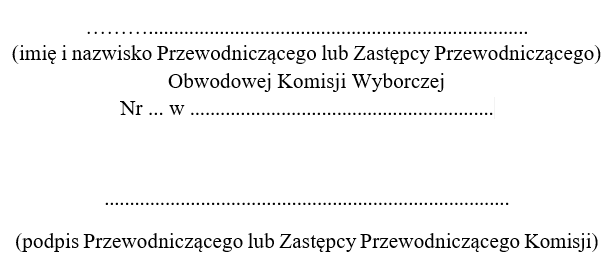 ………...........................................................................
(imię i nazwisko Przewodniczącego lub Zastępcy Przewodniczącego)
Obwodowej Komisji Wyborczej
Nr ... w ............................................................
................................................................................
(podpis Przewodniczącego lub Zastępcy Przewodniczącego Komisji)